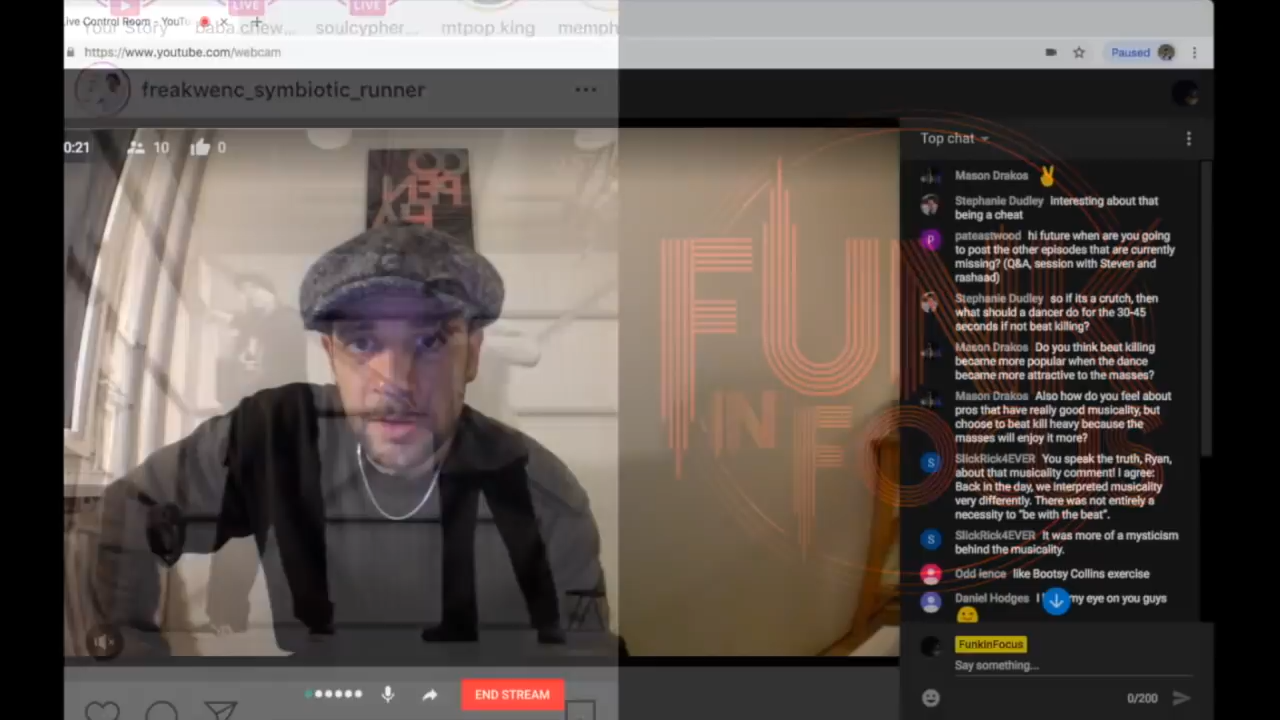 Live Control Room - YouTu
Your Story baba.chew... soulcypher... mtpop.king memph
LIVE LIVE
https://www.youtube.com/webcam
Paused
freakwenc_symbiotic_runner
0:21 10 0
FUNK
IN FOCUS
Top chat
Mason Drakos ✌
Stephanie Dudley Interesting about that
being a cheat
P
pateastwood hi future when are you going
to post the other episodes that are currently
missing? (Q&A, session with Steven and
rashaad)
Stephanie Dudley so if its a crutch, then
what should a dancer do for the 30-45
seconds if not beat killing?
Mason Drakos Do you think beat killing
became more popular when the dance
became more attractive to the masses?
Mason Drakos Also how do you feel about
pros that have really good musicality, but
choose to beat kill heavy because the
masses will enjoy it more?
S
SlickRick4EVER You speak the truth, Ryan,
about that musicality comment! I agree:
Back in the day, we interpreted musicality
very differently. There was not entirely a
necessity to "be with the beat".
S
SlickRick4EVER It was more of a mysticism
behind the musicality.
Odd ience like Bootsy Collins exercise
Daniel Hodges I my eye on you guys
FunkinFocus
Say something...
0/200
END STREAM